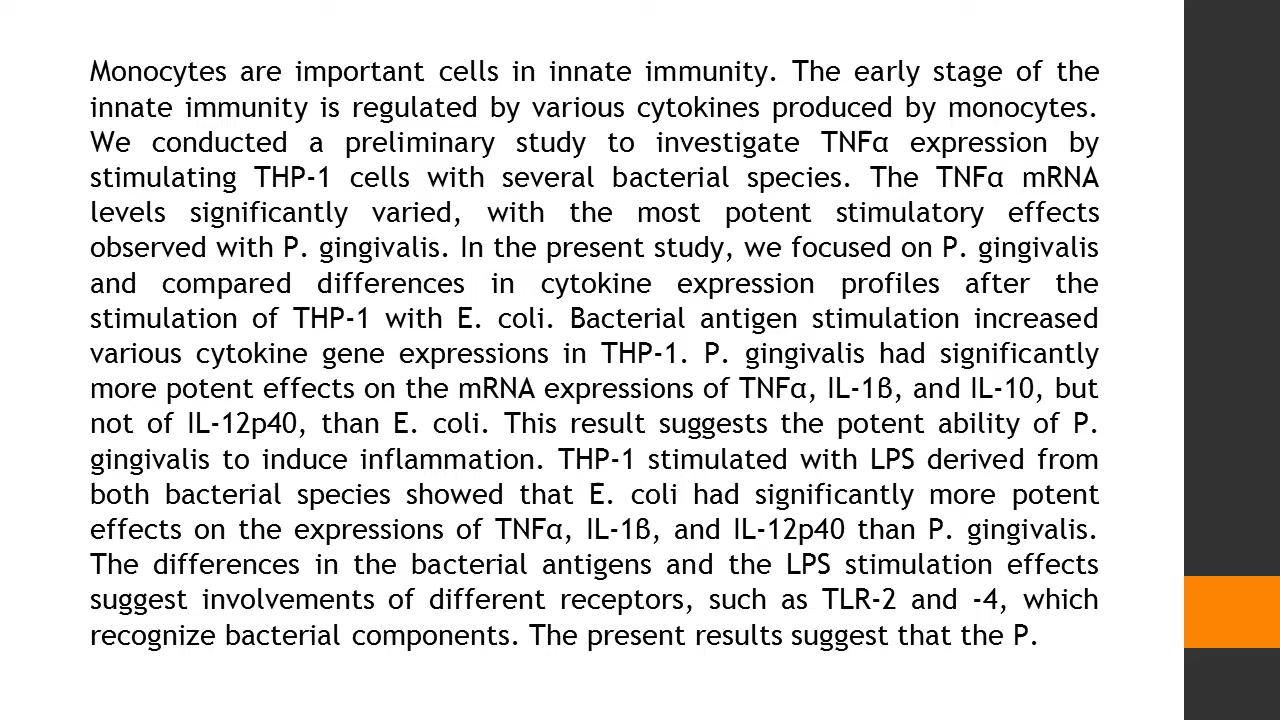 Monocytes are important cells in innate immunity. The early stage of the
innate immunity is regulated by various cytokines produced by monocytes.
We conducted a preliminary study to investigate TNFα expression by
stimulating THP-1 cells with several bacterial species. The TNFα mRNA
levels significantly varied, with the most potent stimulatory effects
observed with P. gingivalis. In the present study, we focused on P. gingivalis
and compared differences in cytokine expression profiles after the
stimulation of THP-1 with E. coli. Bacterial antigen stimulation increased
various cytokine gene expressions in THP-1. P. gingivalis had significantly
more potent effects on the mRNA expressions of TNFα, IL-1ß, and IL-10, but
not of IL-12p40, than E. coli. This result suggests the potent ability of P.
gingivalis to induce inflammation. THP-1 stimulated with LPS derived from
both bacterial species showed that E. coli had significantly more potent
effects on the expressions of TNFα, IL-1ß, and IL-12p40 than P. gingivalis.
The differences in the bacterial antigens and the LPS stimulation effects
suggest involvements of different receptors, such as TLR-2 and -4, which
recognize bacterial components. The present results suggest that the P.